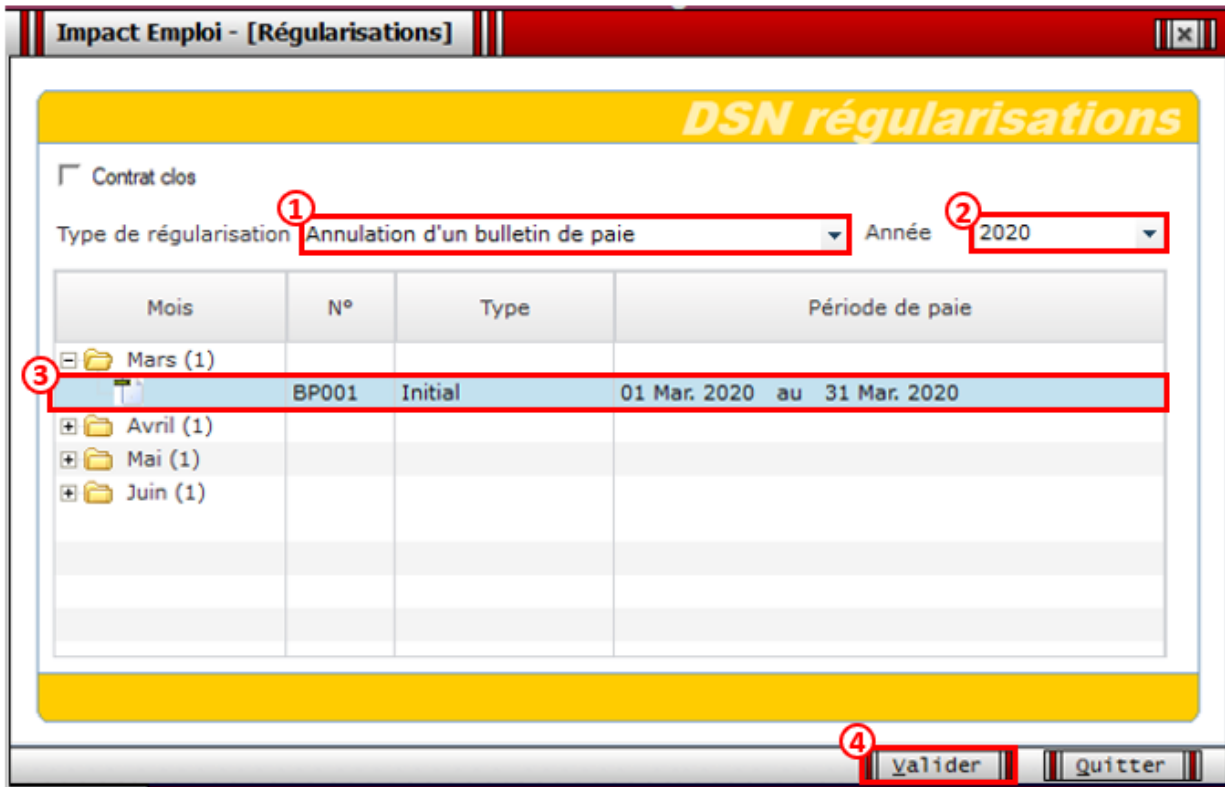 Impact Emploi - [Régularisations]
DSN régularisations
Contrat clos
1
2
Type de régularisation Annulation d'un bulletin de paie Année 2020
Mois N° Type Période de paie
Mars (1)
3
BP001 Initial 01 Mar. 2020 au 31 Mar. 2020
Avril (1)
Mai (1)
Juin (1)
4
Valider Quitter